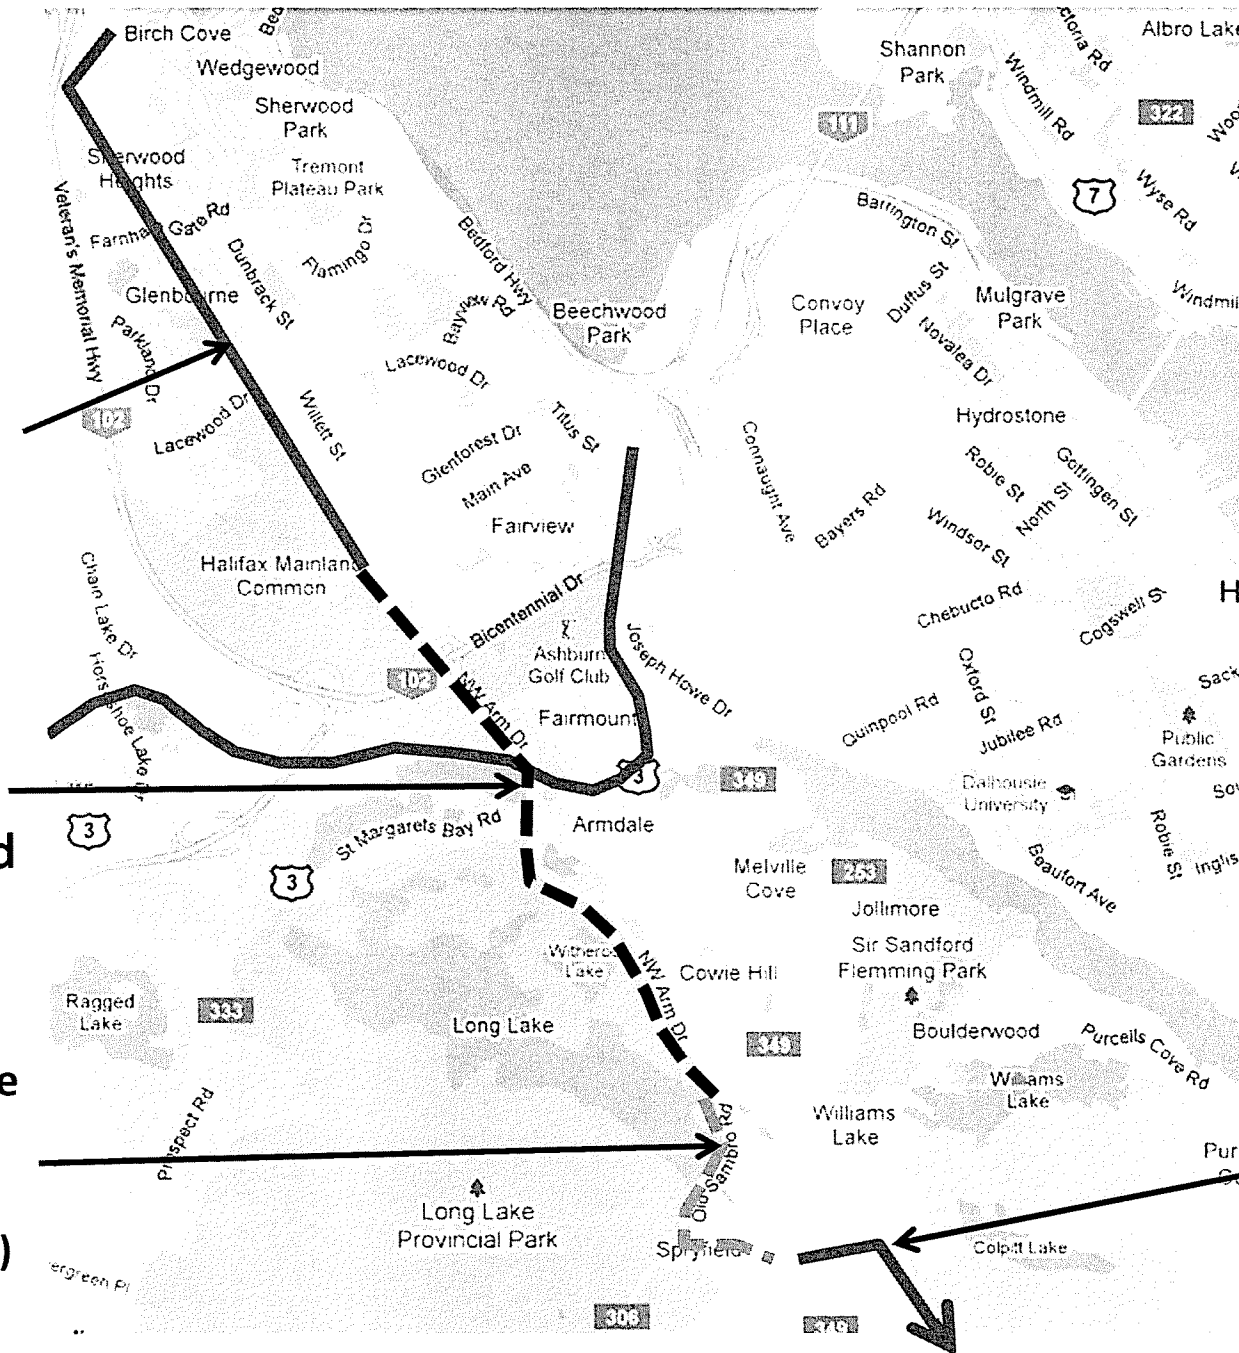 Birch Cove
Wedgewood
Shannon
Park
Victoria Rd
Albro Lake
Windmill Rd
322
Sherwood
Park
111
Sherwood
Heights
Tremont
Plateau Park
7
Wyse Rd
Veteran's Memorial Hwy
Farnham Gate Rd
Dunbrack St
Flamingo Dr
Bedford Hwy
Barrington St
Duffus St
Glenbourne
Bayview Rd
Beechwood
Park
Convoy
Place
Mulgrave
Park
Windmil
Parkland Dr
Novalea Dr
Lacewood Dr
102
Lacewood Dr
Willett St
Titus St
Hydrostone
Glenforest Dr
Main Ave
Connaught Ave
Bayers Rd
Robie St
North St
Gottingen St
Fairview
Windsor St
Halifax Mainland
Common
Chain Lake Dr
Bicentennial Dr
Chebucto Rd
Cogswell St
H
Ashburn
Golf Club
Joseph Howe Dr
Horseshoe Lake Dr
102
NW Arm Dr
Fairmount
Oxford St
Sack
Quinpool Rd
Jubilee Rd
Public
Gardens
3
349
Dalhousie
University
3
d
St Margarets Bay Rd
Armdale
Robie St
Inglis
3
Melville
Cove
253
Beaufort Ave
Jollimore
Sir Sandford
Flemming Park
NW Arm Dr
Cowie Hill
Ragged
Lake
333
Long Lake
349
Boulderwood
Purcells Cove Rd
e
Williams
Lake
Williams
Lake
Prospect Rd
Old Sambro Rd
Pur
Long Lake
Provincial Park
)
Spryfield
Colpitt Lake
ergreen Pl
306
349